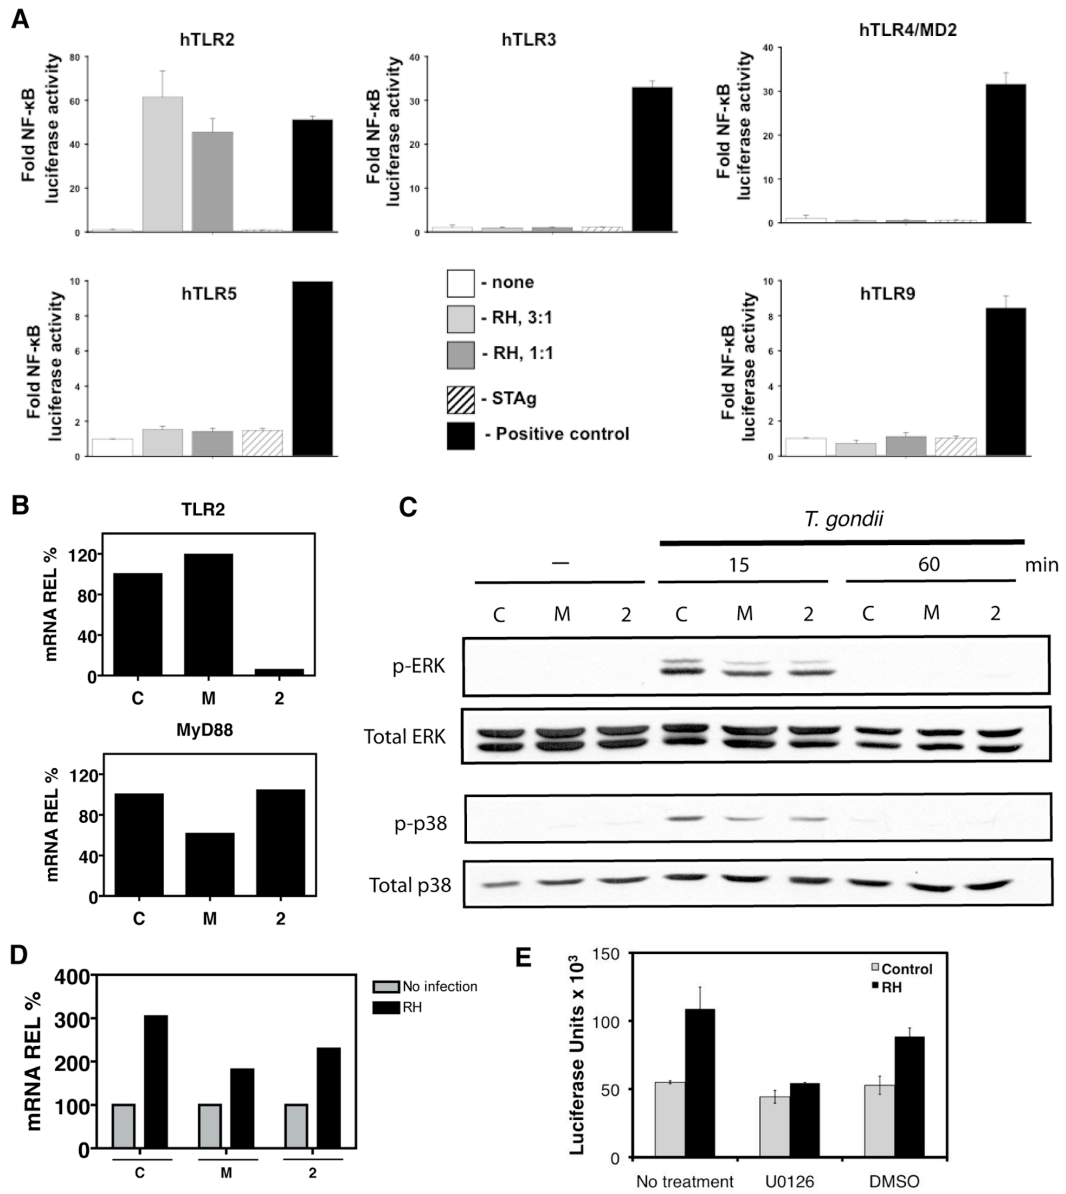 A
hTLR2
Fold NF-κB
luciferase activity
80
60
40
20
0
hTLR3
Fold NF-κB
luciferase activity
40
30
20
10
0
hTLR4/MD2
Fold NF-κB
luciferase activity
40
30
20
10
0
hTLR5
Fold NF-κB
luciferase activity
10
8
6
4
2
0
- none
- RH, 3:1
- RH, 1:1
- STAg
- Positive control
hTLR9
Fold NF-κB
luciferase activity
10
8
6
4
2
0
B
TLR2
mRNA REL %
120
80
40
0
C M 2
MyD88
mRNA REL %
120
80
40
0
C M 2
C
T. gondii
— 15 60 min
C M 2 C M 2 C M 2
p-ERK
Total ERK
p-p38
Total p38
D
mRNA REL %
400
300
200
100
0
C M 2
No infection
RH
E
Luciferase Units x 10³
150
100
50
0
Control
RH
No treatment U0126 DMSO